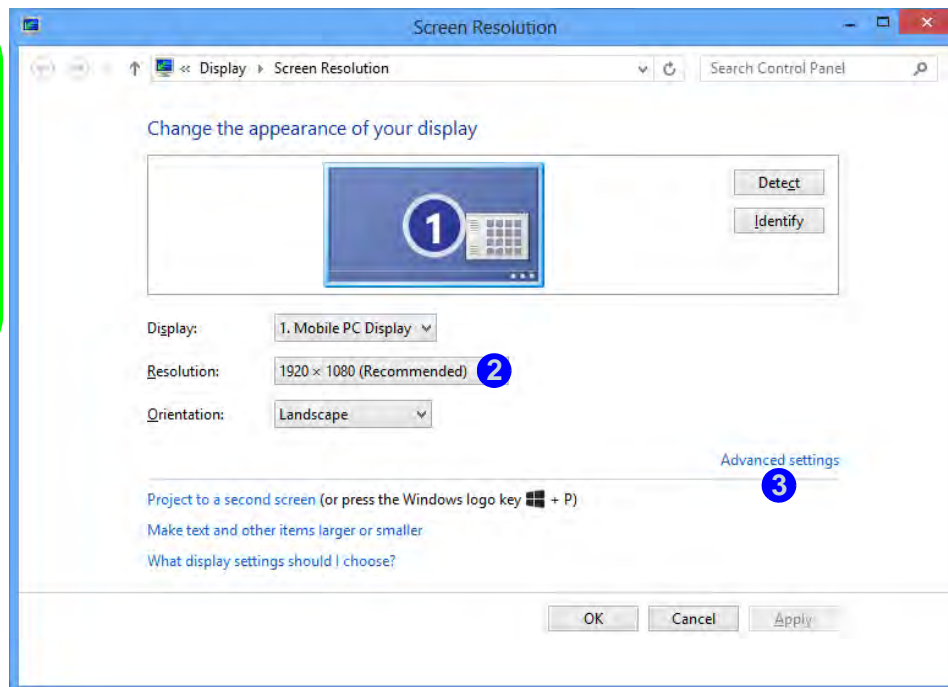 Screen Resolution
« Display ▸ Screen Resolution Search Control Panel
Change the appearance of your display
1
Detect
Identify
Display: 1. Mobile PC Display
Resolution: 1920 × 1080 (Recommended) 2
Orientation: Landscape
Advanced settings
3
Project to a second screen (or press the Windows logo key + P)
Make text and other items larger or smaller
What display settings should I choose?
OK Cancel Apply